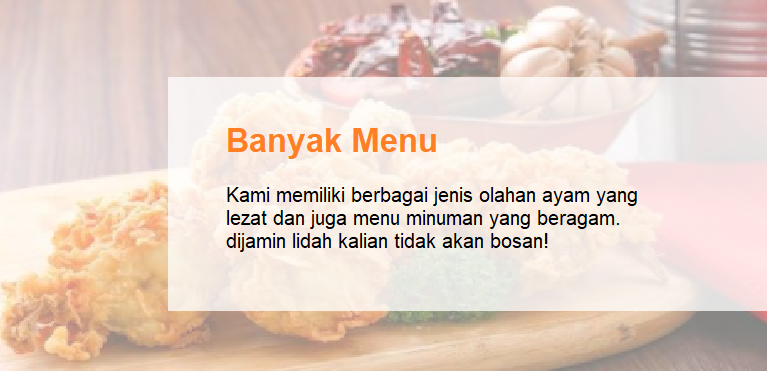 Banyak Menu
Kami memiliki berbagai jenis olahan ayam yang
lezat dan juga menu minuman yang beragam.
dijamin lidah kalian tidak akan bosan!